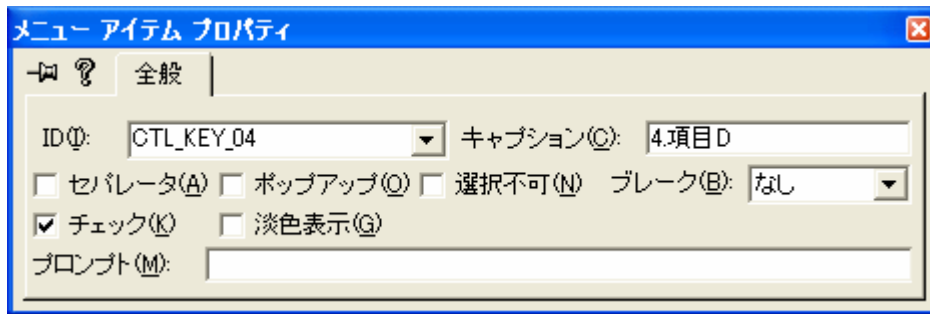 メニュー アイテム プロパティ
全般
ID(I): CTL_KEY_04 キャプション(C): 4.項目D
セパレータ(A) ポップアップ(O) 選択不可(N) ブレーク(B): なし
チェック(K) 淡色表示(G)
プロンプト(M):